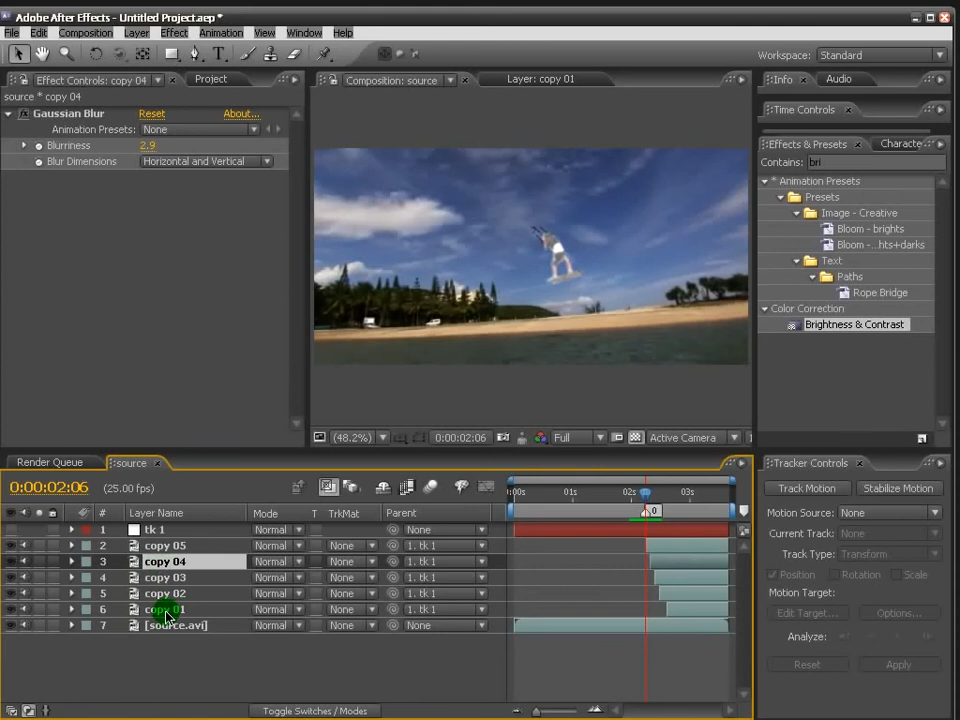 Adobe After Effects - Untitled Project.aep *
File Edit Composition Layer Effect Animation View Window Help
Workspace: Standard
Effect Controls: copy 04 Project
source * copy 04
Gaussian Blur Reset About...
Animation Presets: None
Blurriness 2.9
Blur Dimensions Horizontal and Vertical
Composition: source Layer: copy 01
(48.2%) 0:00:02:06 Full Active Camera 1
Info Audio
Time Controls
Effects & Presets Characte
Contains: bri
* Animation Presets
Presets
Image - Creative
Bloom - brights
Bloom - ...hts+darks
Text
Paths
Rope Bridge
Color Correction
Brightness & Contrast
Render Queue source
0:00:02:06 (25.00 fps)
:00s 01s 02s 03s
# Layer Name Mode T TrkMat Parent
0
1 tk 1 Normal None
2 copy 05 Normal None 1. tk 1
3 copy 04 Normal None 1. tk 1
4 copy 03 Normal None 1. tk 1
5 copy 02 Normal None 1. tk 1
6 copy 01 Normal None 1. tk 1
7 [source.avi] Normal None None
Toggle Switches / Modes
Tracker Controls
Track Motion Stabilize Motion
Motion Source: None
Current Track: None
Track Type: Transform
Position Rotation Scale
Motion Target:
Edit Target... Options...
Analyze:
Reset Apply